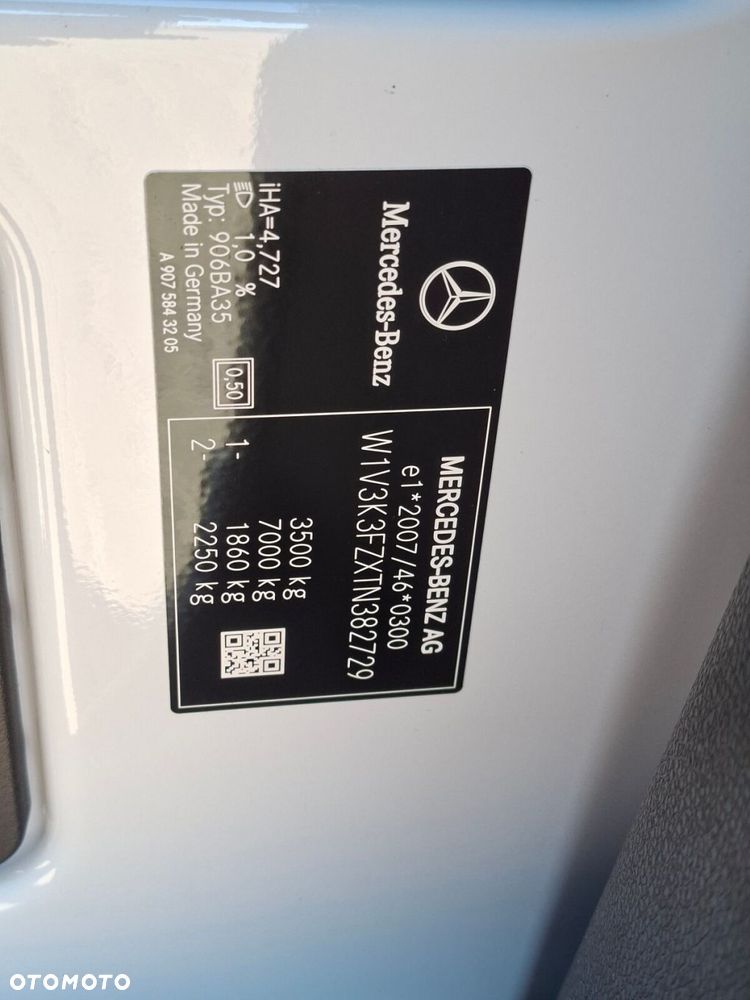 Mercedes-Benz
iHA=4,727
1,0 %
Typ: 906BA35
Made in Germany
A 907 584 32 05
0,50
MERCEDES-BENZ AG
e1*2007/46*0300
W1V3K3FZXTN382729
3500 kg
7000 kg
1- 1860 kg
2- 2250 kg
OTOMOTO